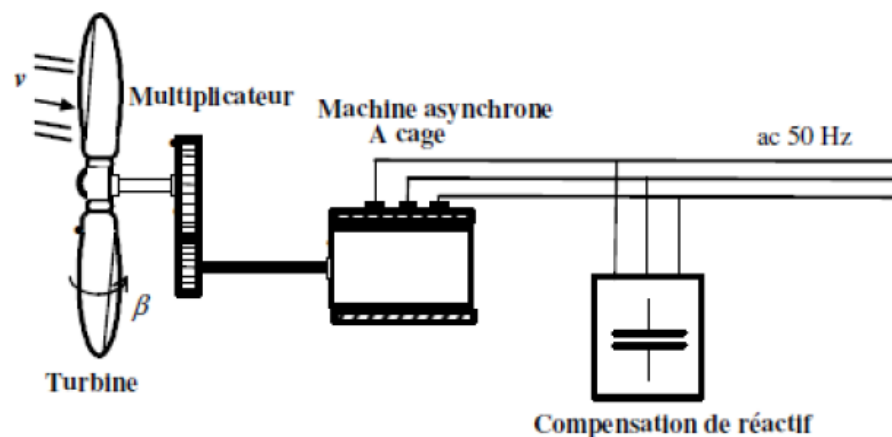 v
Multiplicateur
Machine asynchrone
A cage
ac 50 Hz
β
Turbine
Compensation de réactif